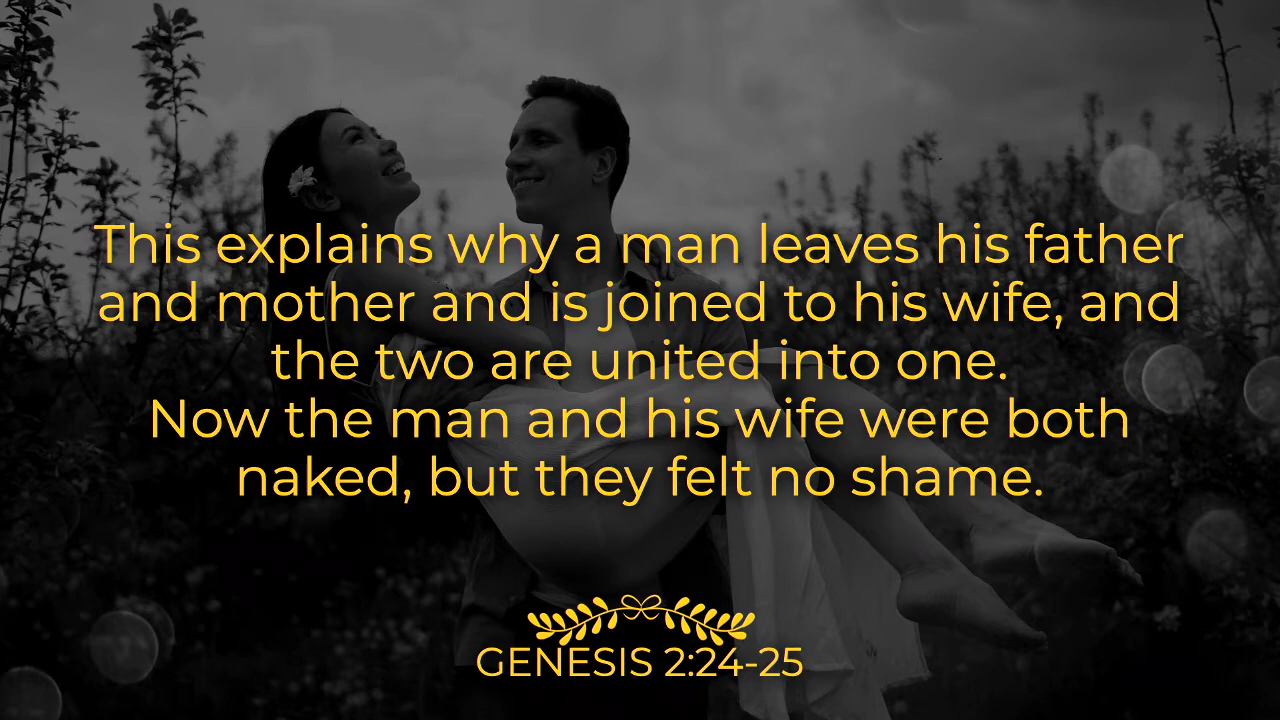 This explains why a man leaves his father
and mother and is joined to his wife, and
the two are united into one.
Now the man and his wife were both
naked, but they felt no shame.
GENESIS 2:24-25